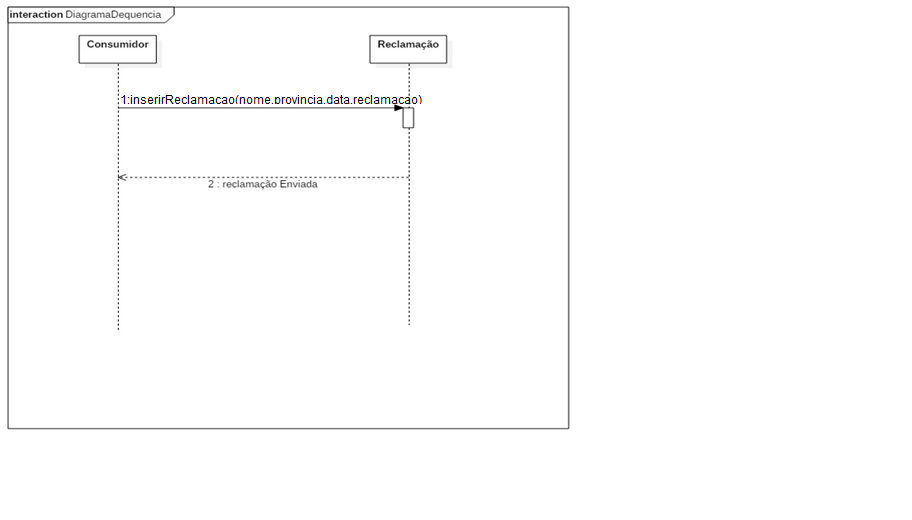 interaction DiagramaDequencia
Consumidor Reclamação
1:inserirReclamacao(nome,provincia,data,reclamacao)
2 : reclamação Enviada